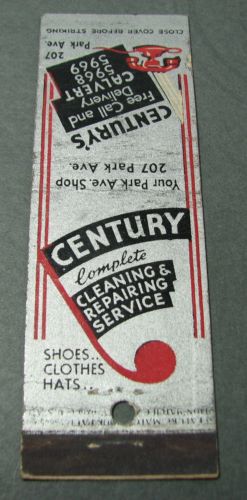 CENTURY
Complete
CLEANING &
REPAIRING
SERVICE
SHOES..
CLOTHES
HATS..
Your Park Ave. Shop
207 Park Ave.
CENTURY'S
Free Call and
Delivery
CALVERT
5968
5969
207
Park Ave.
CLOSE COVER BEFORE STRIKING